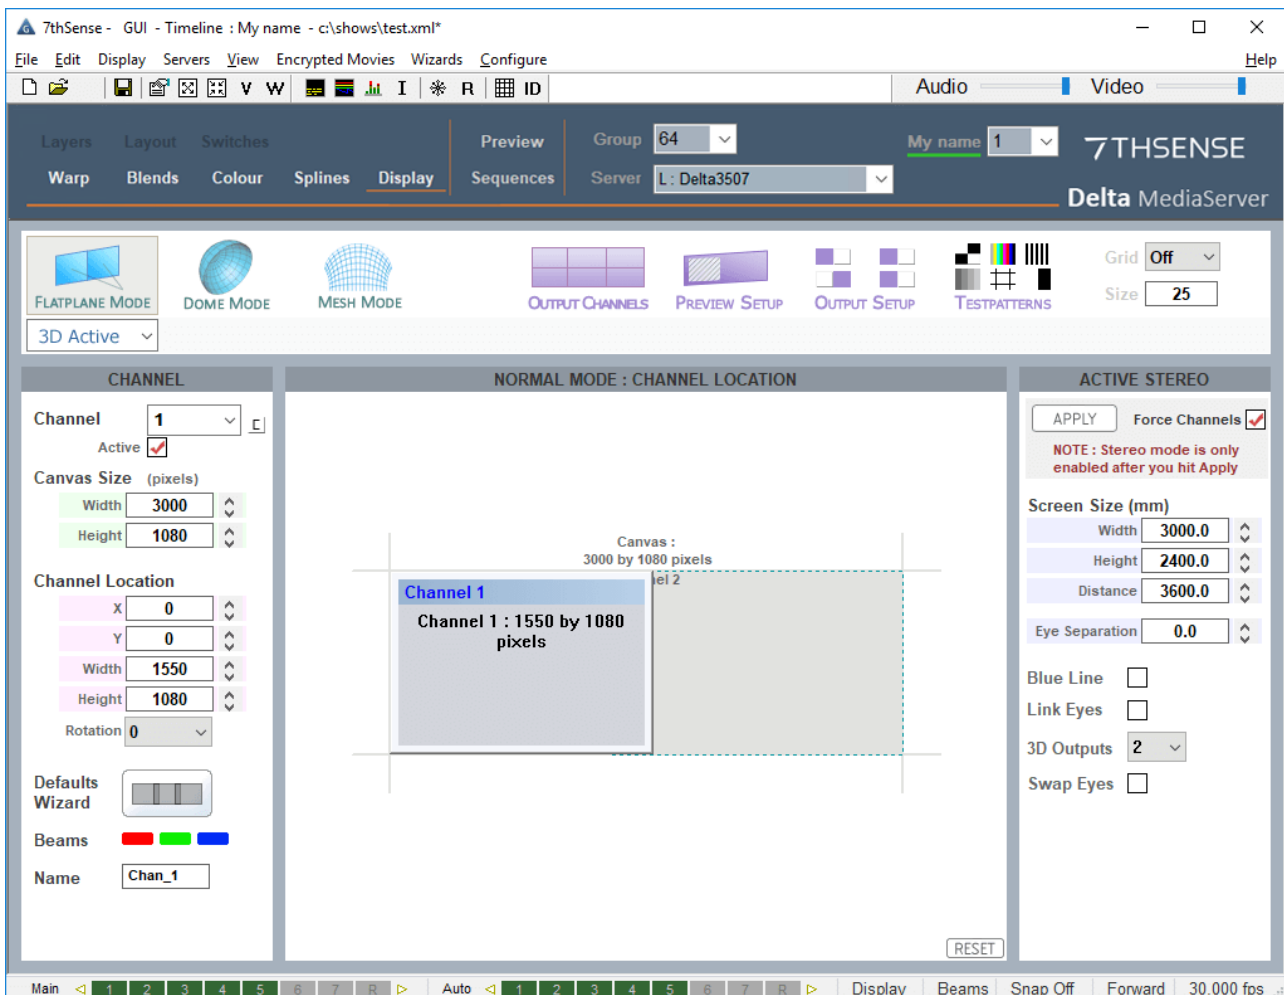 7thSense -   GUI  - Timeline : My name  - c:\shows\test.xml*
File Edit Display Servers View Encrypted Movies Wizards Configure Help
V W I R ID Audio Video
Layers Layout Switches Preview Group 64 My name 1 7THSENSE
Warp Blends Colour Splines Display Sequences Server L : Delta3507 Delta MediaServer
FLATPLANE MODE DOME MODE MESH MODE OUTPUT CHANNELS PREVIEW SETUP OUTPUT SETUP TESTPATTERNS
Grid Off
Size 25
3D Active
CHANNEL
Channel 1
Active
Canvas Size (pixels)
Width 3000
Height 1080
Channel Location
X 0
Y 0
Width 1550
Height 1080
Rotation 0
Defaults
Wizard
Beams
Name Chan_1
NORMAL MODE : CHANNEL LOCATION
Canvas :
3000 by 1080 pixels
nel 2
Channel 1
Channel 1 : 1550 by 1080
pixels
RESET
ACTIVE STEREO
APPLY Force Channels
NOTE : Stereo mode is only
enabled after you hit Apply
Screen Size (mm)
Width 3000.0
Height 2400.0
Distance 3600.0
Eye Separation 0.0
Blue Line
Link Eyes
3D Outputs 2
Swap Eyes
Main 1 2 3 4 5 6 7 R Auto 1 2 3 4 5 6 7 R Display Beams Snap Off Forward 30.000 fps